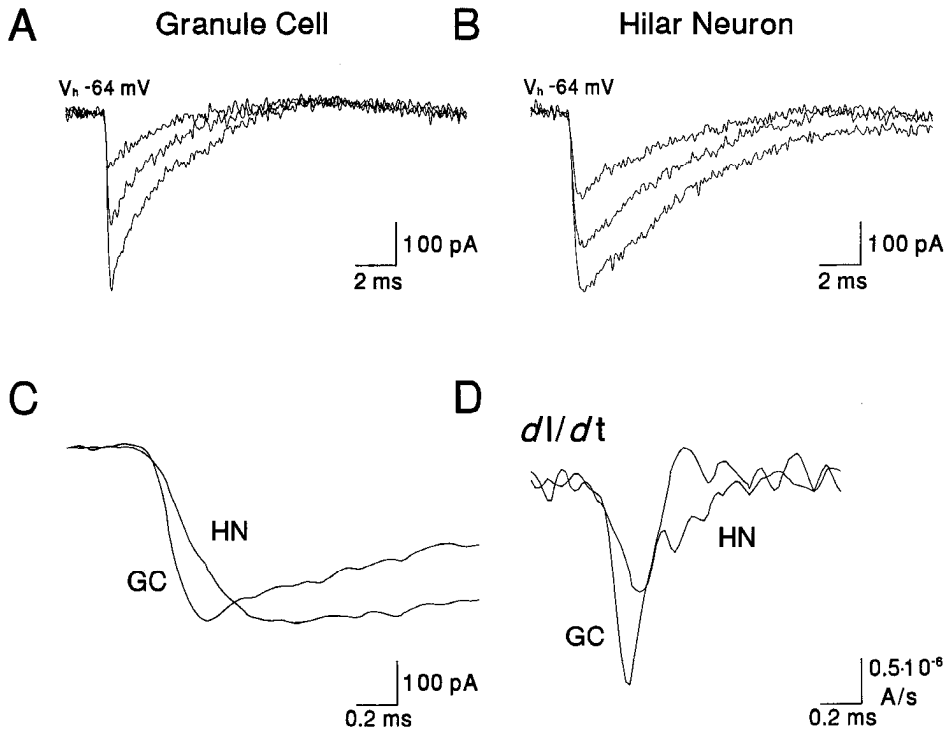 A Granule Cell
B Hilar Neuron
Vh -64 mV
Vh -64 mV
100 pA
2 ms
100 pA
2 ms
C
D
dI/dt
HN
GC
HN
GC
100 pA
0.2 ms
0.5·10⁻⁶
A/s
0.2 ms